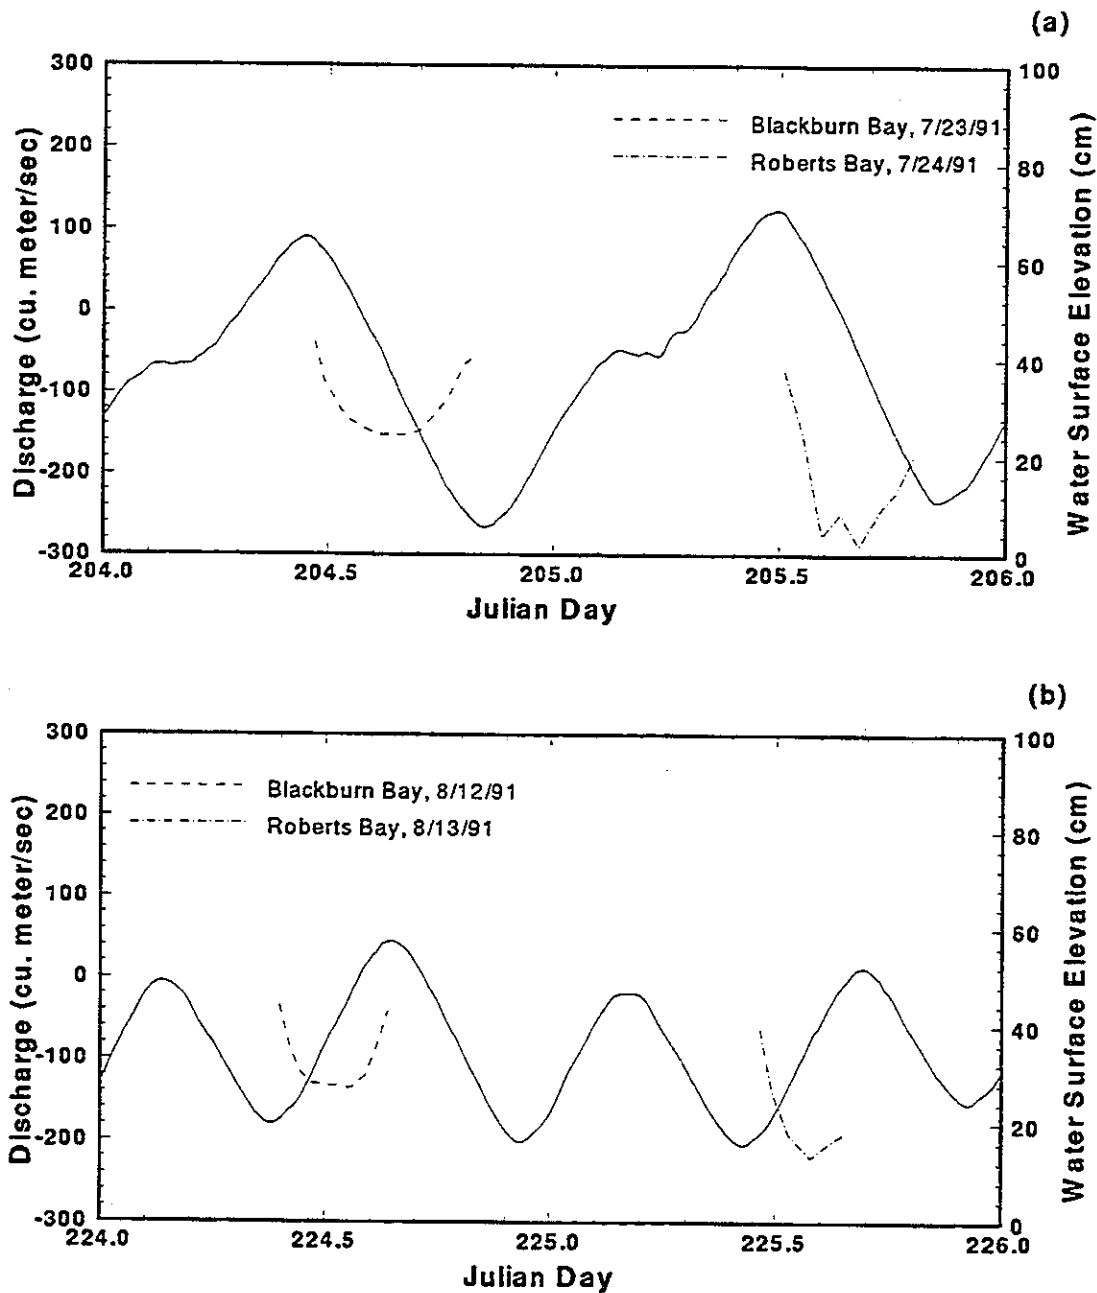 (a)
300
200
100
0
-100
-200
-300
Discharge (cu. meter/sec)
Blackburn Bay, 7/23/91
Roberts Bay, 7/24/91
100
80
60
40
20
0
Water Surface Elevation (cm)
204.0 204.5 205.0 205.5 206.0
Julian Day
(b)
300
200
100
0
-100
-200
-300
Discharge (cu. meter/sec)
Blackburn Bay, 8/12/91
Roberts Bay, 8/13/91
100
80
60
40
20
0
Water Surface Elevation (cm)
224.0 224.5 225.0 225.5 226.0
Julian Day